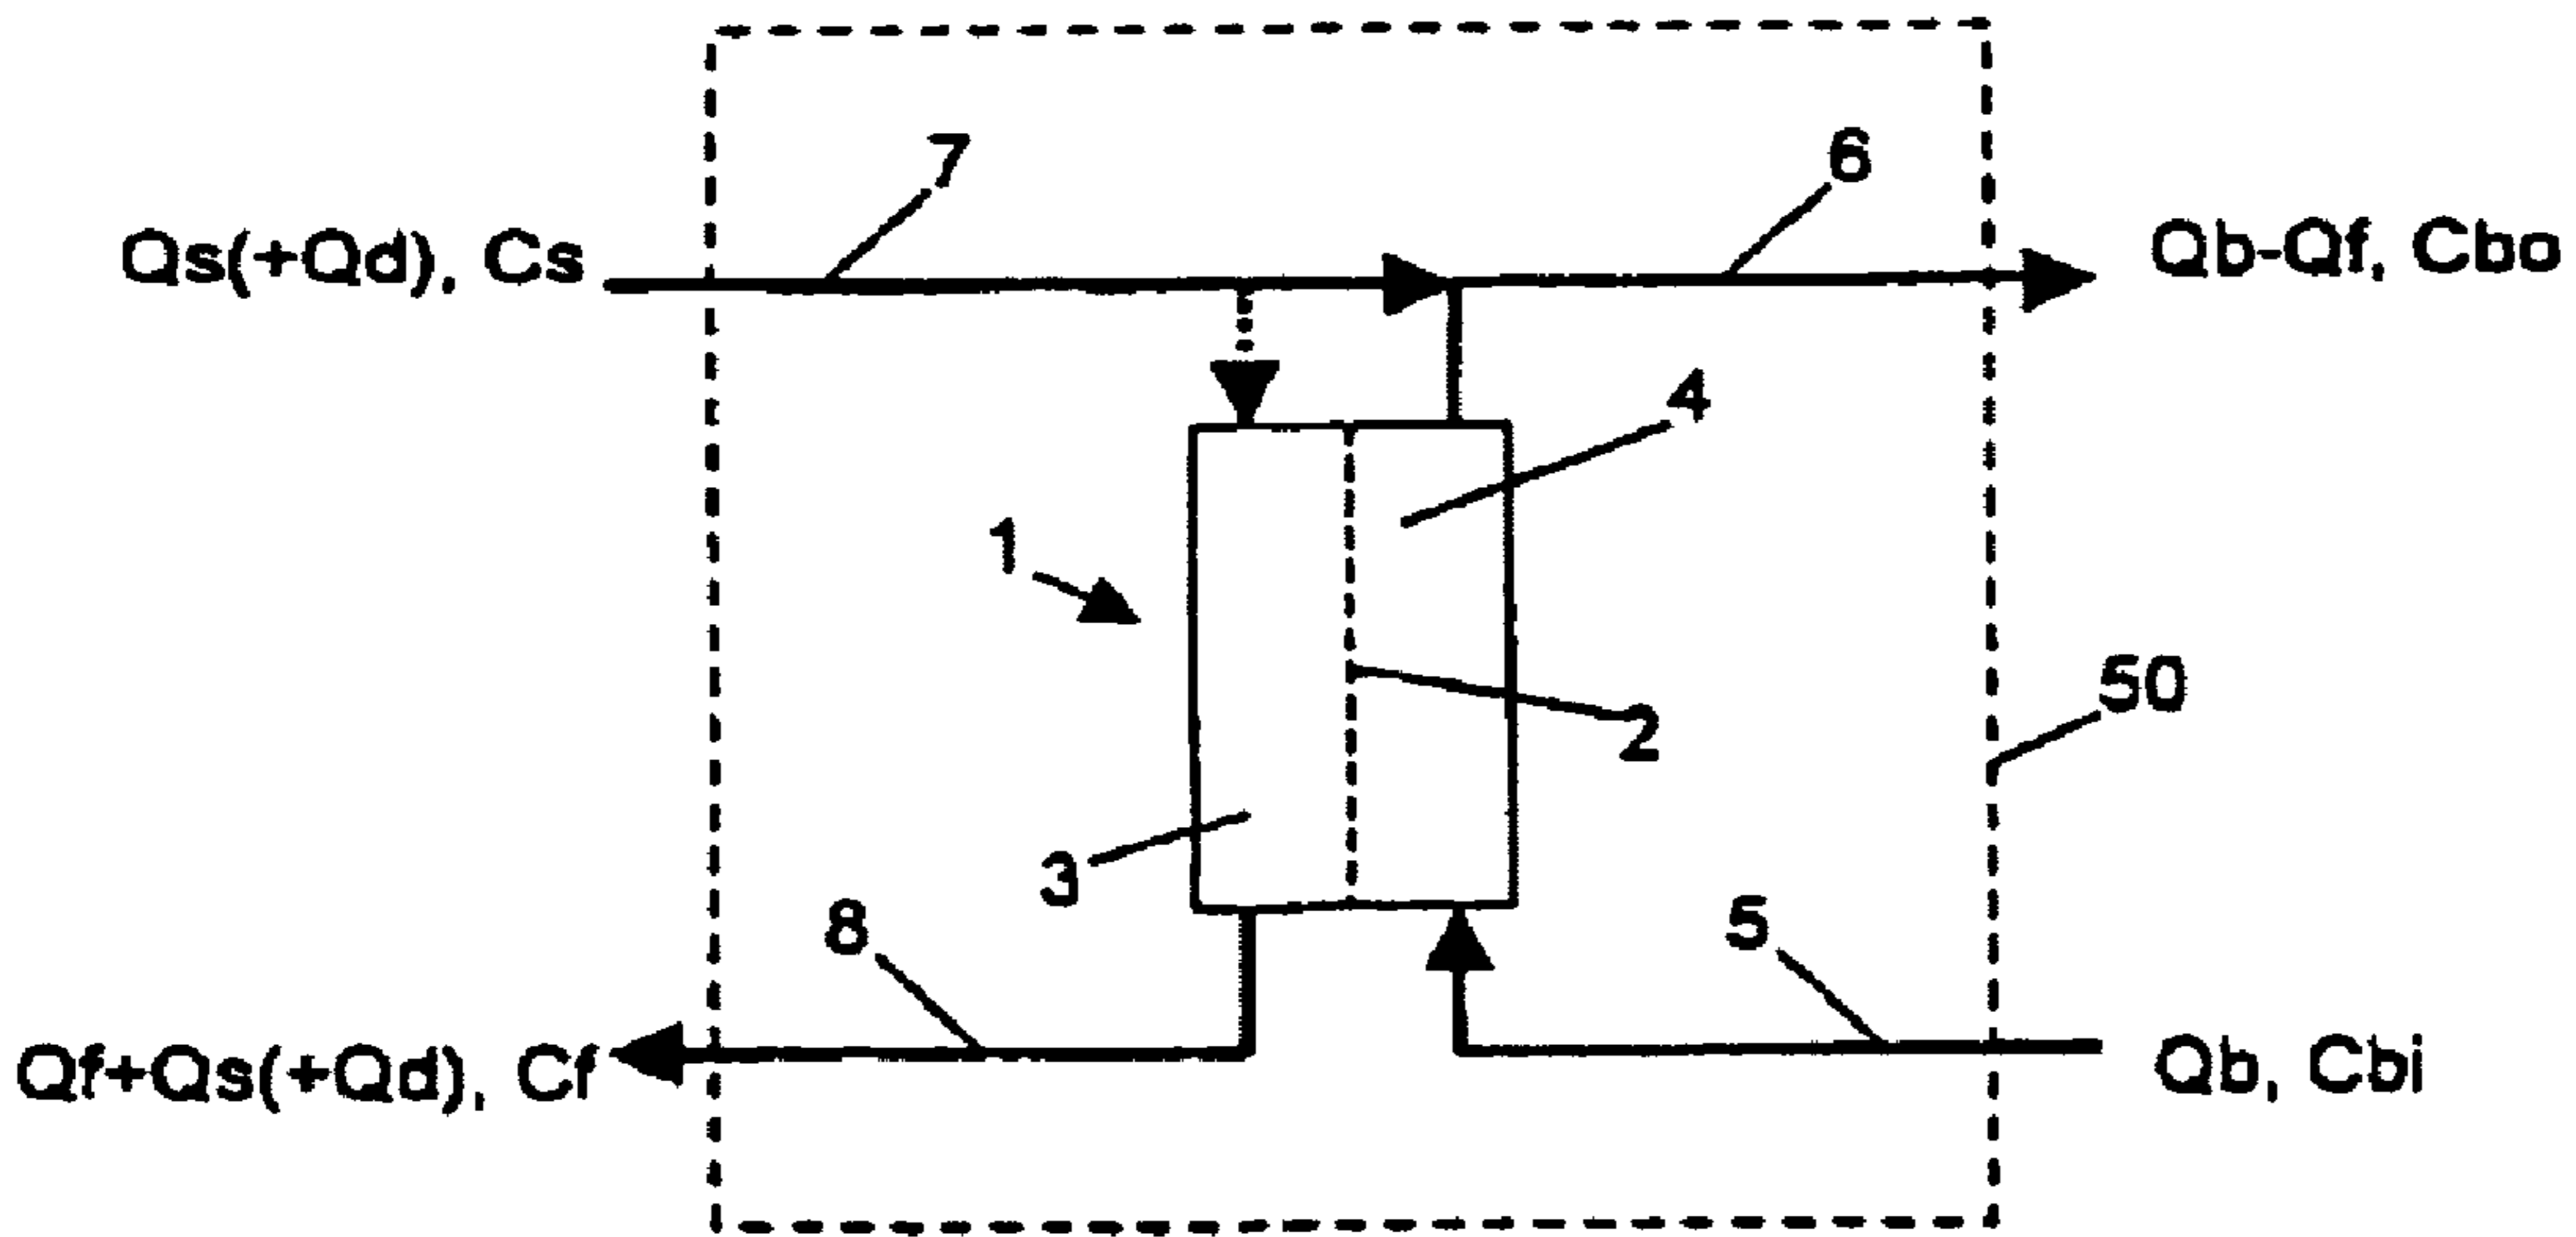 7
6
Qs(+Qd), Cs
Qb-Qf, Cbo
4
1
2
50
3
8
5
Qf+Qs(+Qd), Cf
Qb, Cbi